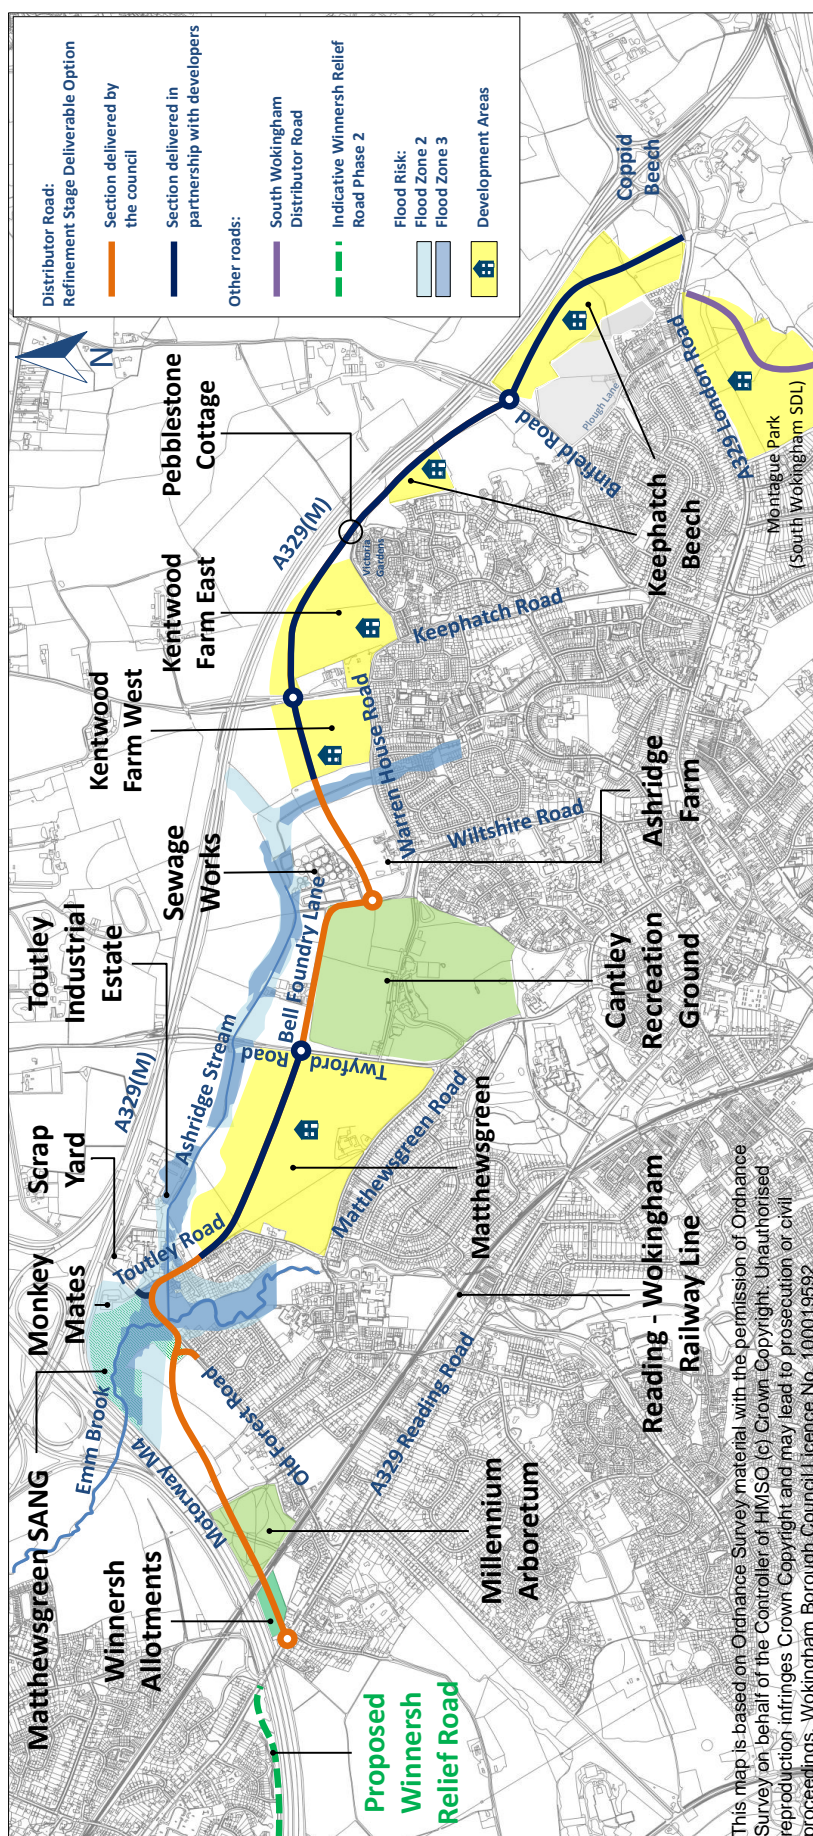 Distributor Road:
Refinement Stage Deliverable Option
Section delivered by
the council
Section delivered in
partnership with developers
Other roads:
South Wokingham
Distributor Road
Indicative Winnersh Relief
Road Phase 2
Flood Risk:
Flood Zone 2
Flood Zone 3
Development Areas
N
Matthewsgreen SANG
Monkey
Mates
Scrap
Yard
Toutley
Industrial
Estate
Sewage
Works
Kentwood
Farm West
Kentwood
Farm East
Pebblestone
Cottage
Winnersh
Allotments
Emm Brook
Motorway M4
A329(M)
A329(M)
Coppid
Beech
Toutley Road
Ashridge Stream
Bell Foundry Lane
Twyford
Road
Old Forest Road
Matthewsgreen Road
Warren House Road
Wiltshire Road
Keephatch Road
Victoria
Gardens
Binfield Road
Plough Lane
A329 London Road
A329 Reading Road
Proposed
Winnersh
Relief Road
Millennium
Arboretum
Reading - Wokingham
Railway Line
Matthewsgreen
Cantley
Recreation
Ground
Ashridge
Farm
Keephatch
Beech
Montague Park
(South Wokingham SDL)
This map is based on Ordnance Survey material with the permission of Ordnance
Survey on behalf of the Controller of HMSO (c) Crown Copyright. Unauthorised
reproduction infringes Crown Copyright and may lead to prosecution or civil
proceedings. Wokingham Borough Council Licence No. 100019592